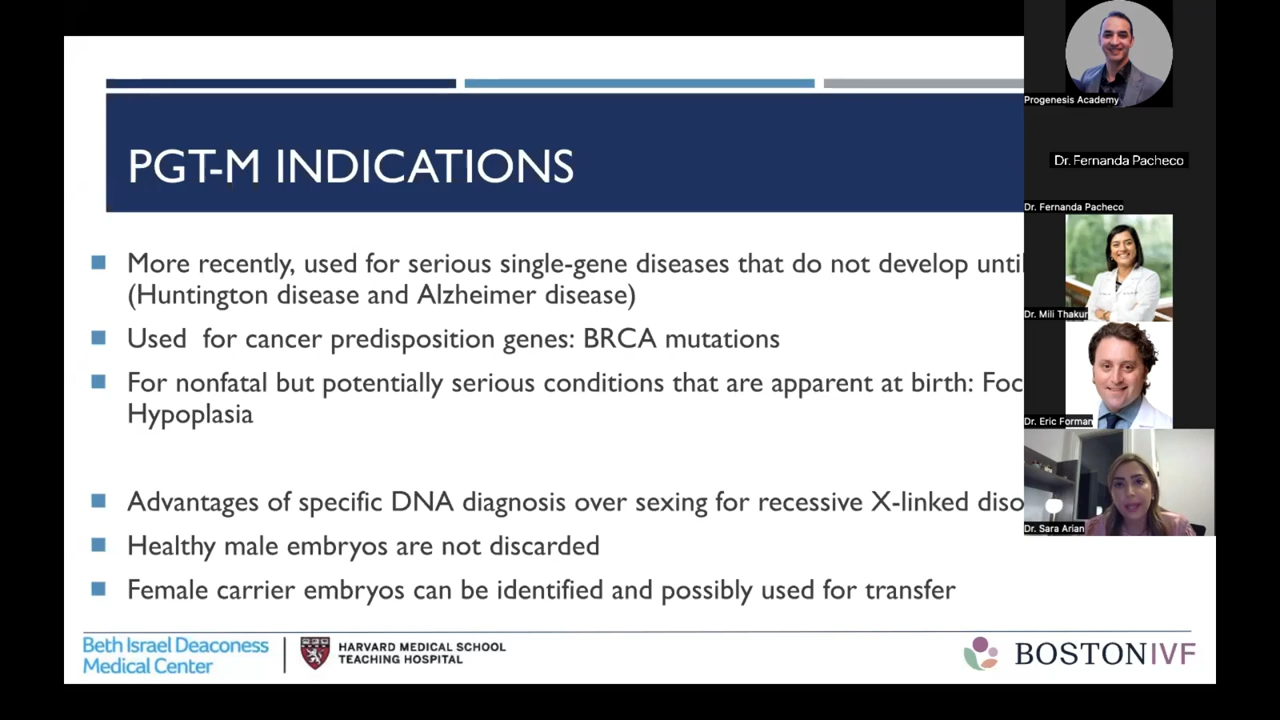 PGT-M INDICATIONS
More recently, used for serious single-gene diseases that do not develop until
(Huntington disease and Alzheimer disease)
Used for cancer predisposition genes: BRCA mutations
For nonfatal but potentially serious conditions that are apparent at birth: Foc
Hypoplasia
Advantages of specific DNA diagnosis over sexing for recessive X-linked diso
Healthy male embryos are not discarded
Female carrier embryos can be identified and possibly used for transfer
Beth Israel Deaconess
Medical Center
HARVARD MEDICAL SCHOOL
TEACHING HOSPITAL
BOSTON IVF
Progenesis Academy
Dr. Fernanda Pacheco
Dr. Fernanda Pacheco
Dr. Mili Thakur
Dr. Eric Forman
Dr. Sara Arian